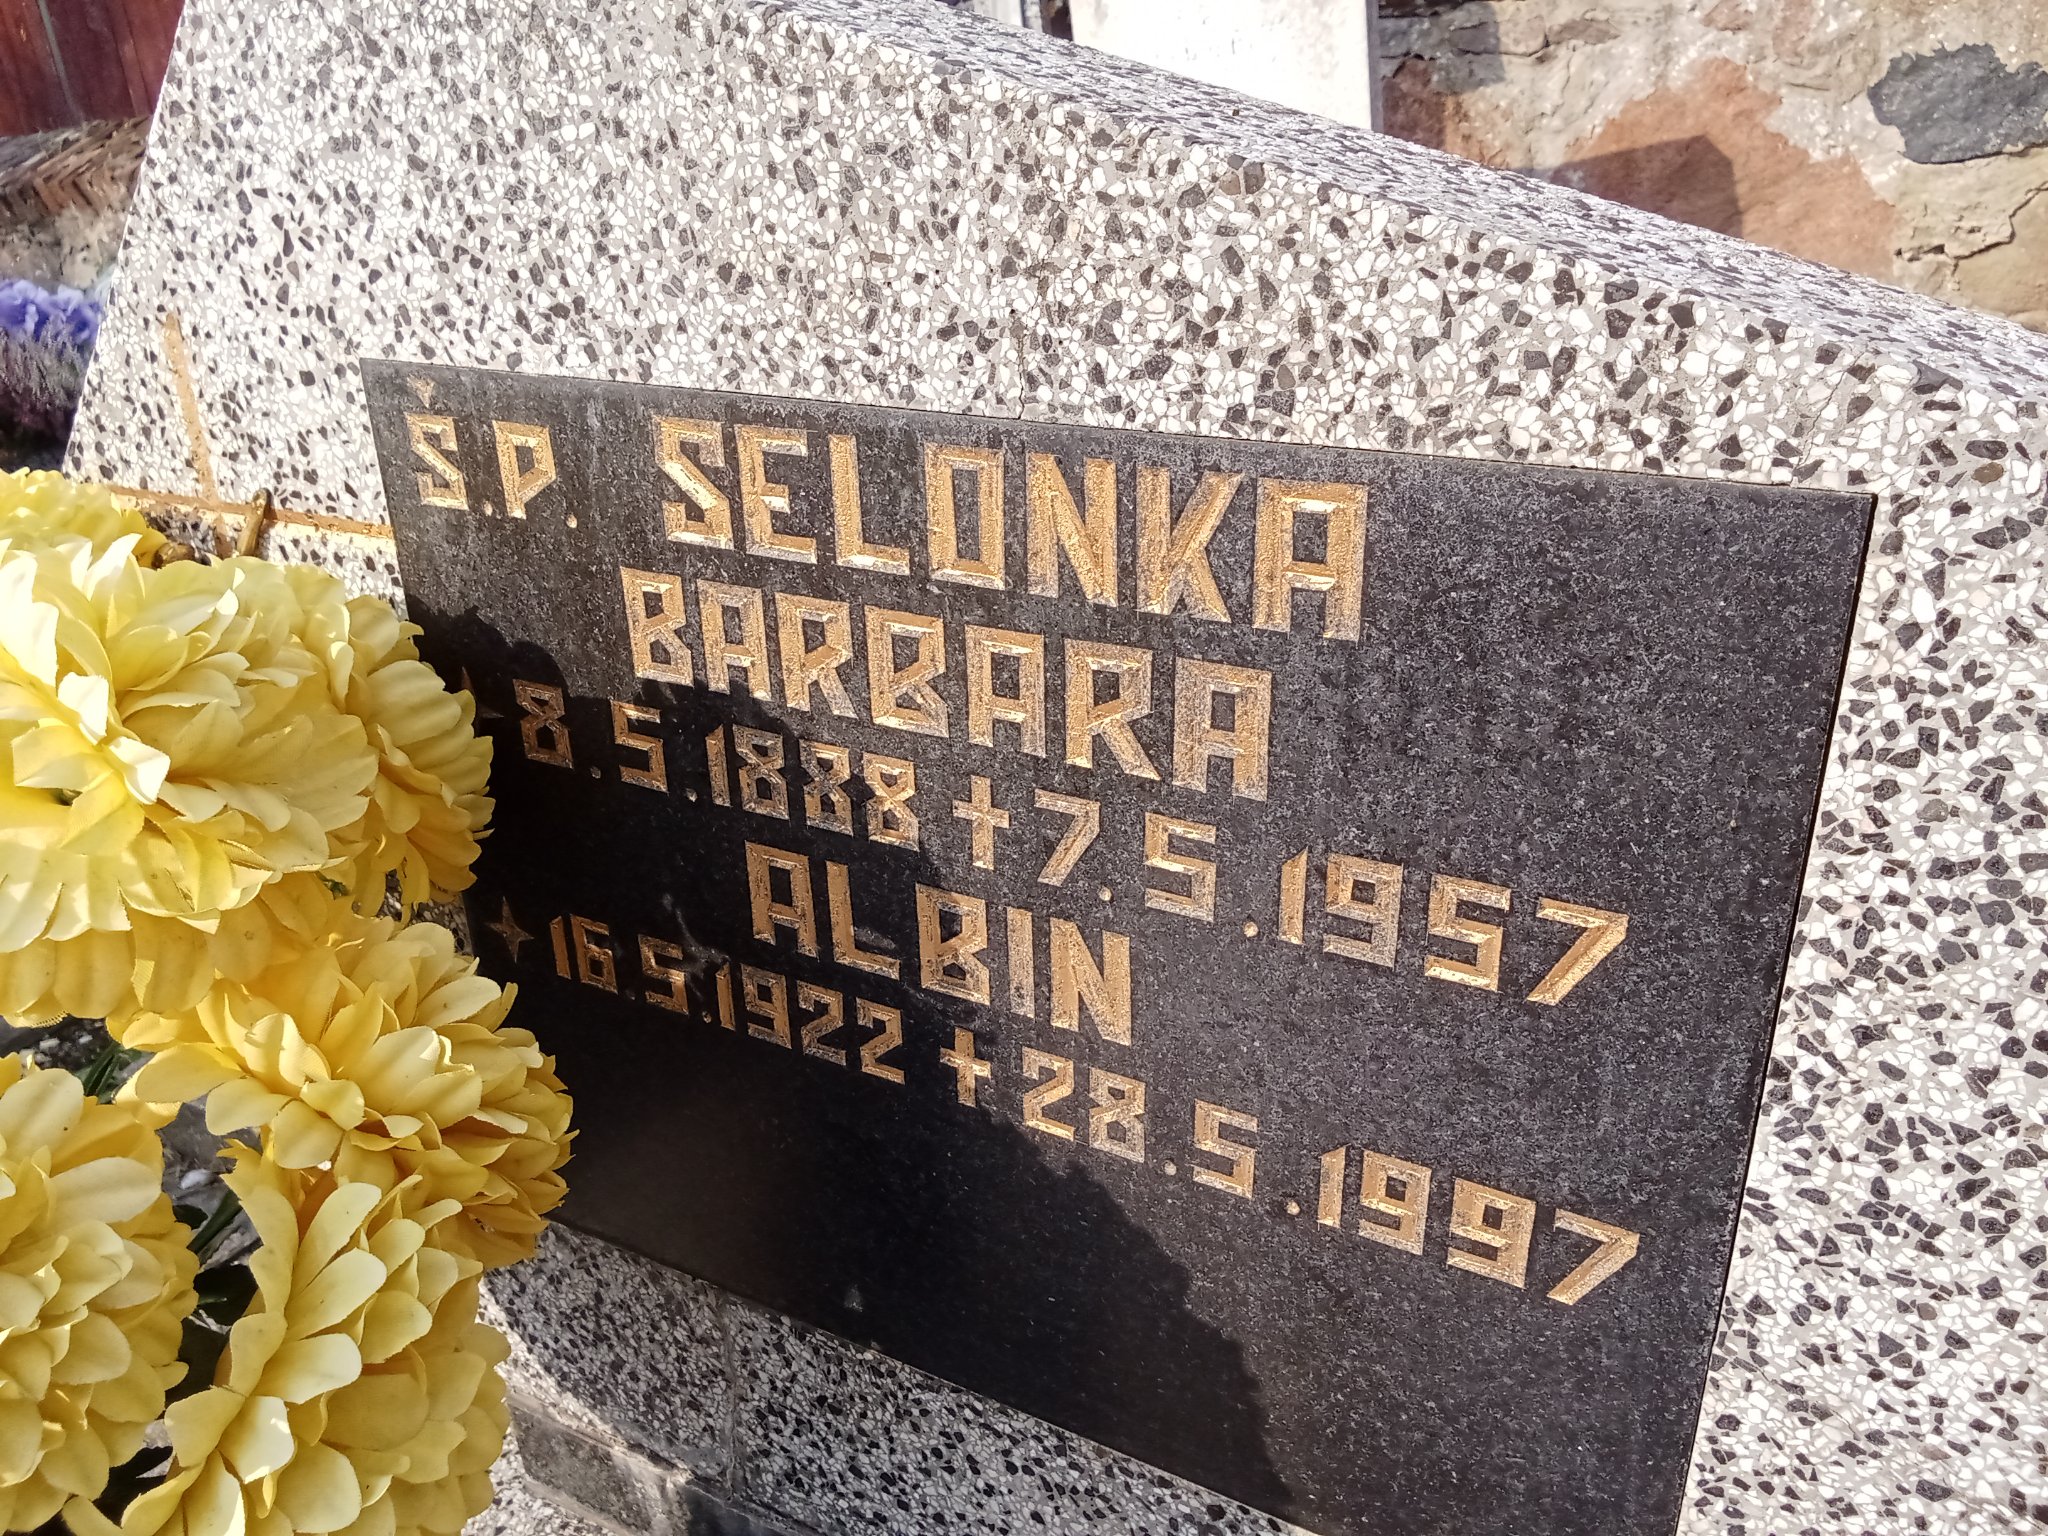 Š.P. SELONKA
BARBARA
8.5.1888 † 7.5.1957
ALBIN
16.5.1922 † 28.5.1997